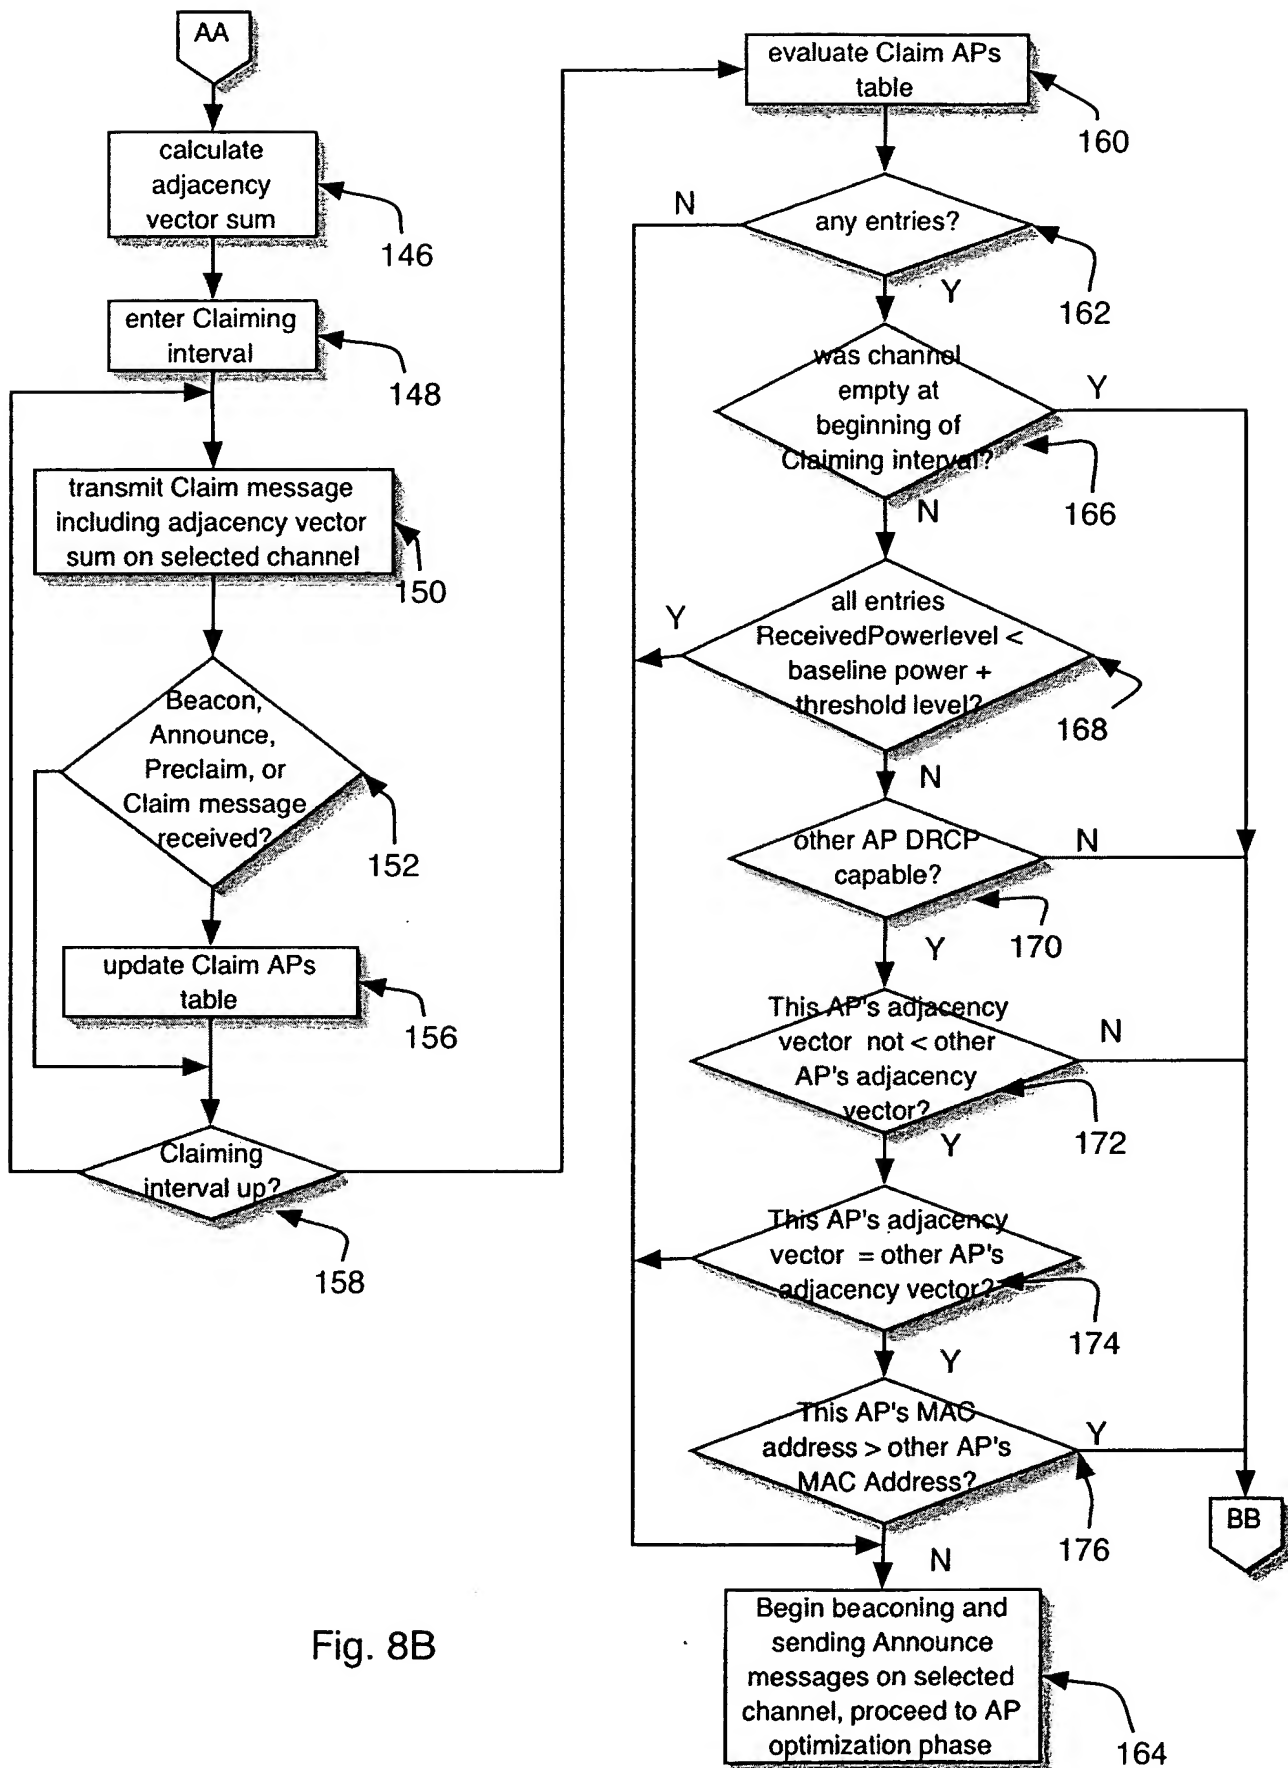 AA
calculate
adjacency
vector sum
146
enter Claiming
interval
148
transmit Claim message
including adjacency vector
sum on selected channel
150
Beacon,
Announce,
Preclaim, or
Claim message
received?
152
update Claim APs
table
156
Claiming
interval up?
158
evaluate Claim APs
table
160
N
any entries?
Y
162
was channel
empty at
beginning of
Claiming interval?
Y
166
N
all entries
ReceivedPowerlevel <
baseline power +
threshold level?
Y
168
N
other AP DRCP
capable?
N
170
Y
This AP's adjacency
vector not < other
AP's adjacency
vector?
N
172
Y
This AP's adjacency
vector = other AP's
adjacency vector?
174
Y
This AP's MAC
address > other AP's
MAC Address?
Y
176
BB
N
Begin beaconing and
sending Announce
messages on selected
channel, proceed to AP
optimization phase
164
Fig. 8B